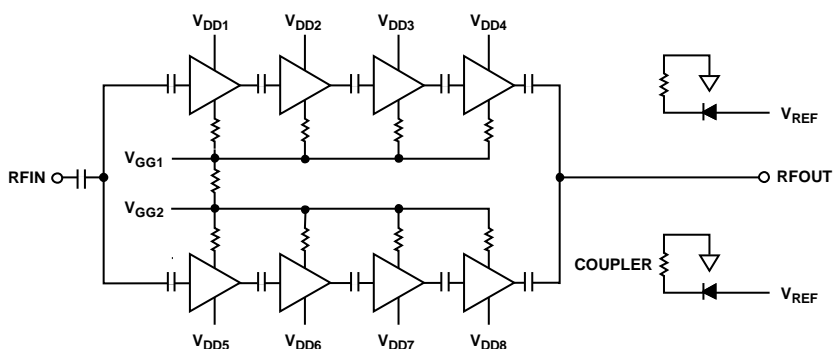 VDD1 VDD2 VDD3 VDD4
VREF
VGG1
RFIN
RFOUT
VGG2
COUPLER
VREF
VDD5 VDD6 VDD7 VDD8